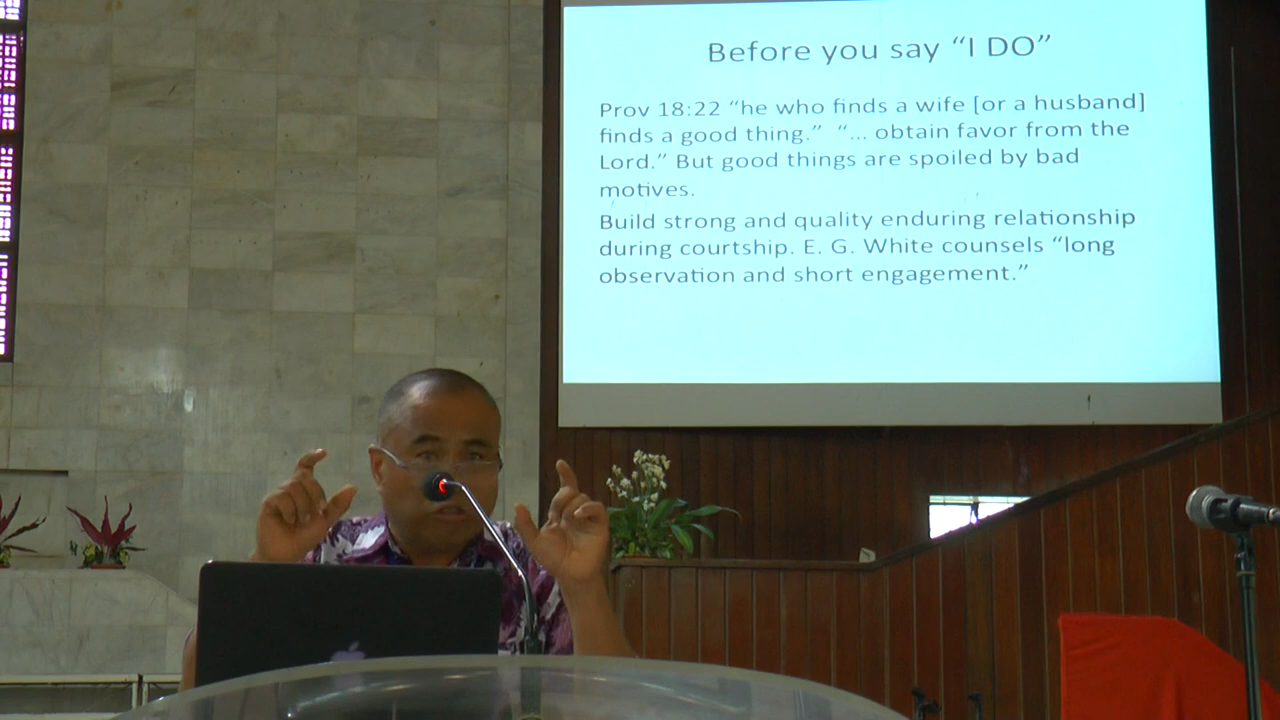 Before you say “I DO”
Prov 18:22 “he who finds a wife [or a husband]
finds a good thing.” “... obtain favor from the
Lord.” But good things are spoiled by bad
motives.
Build strong and quality enduring relationship
during courtship. E. G. White counsels “long
observation and short engagement.”